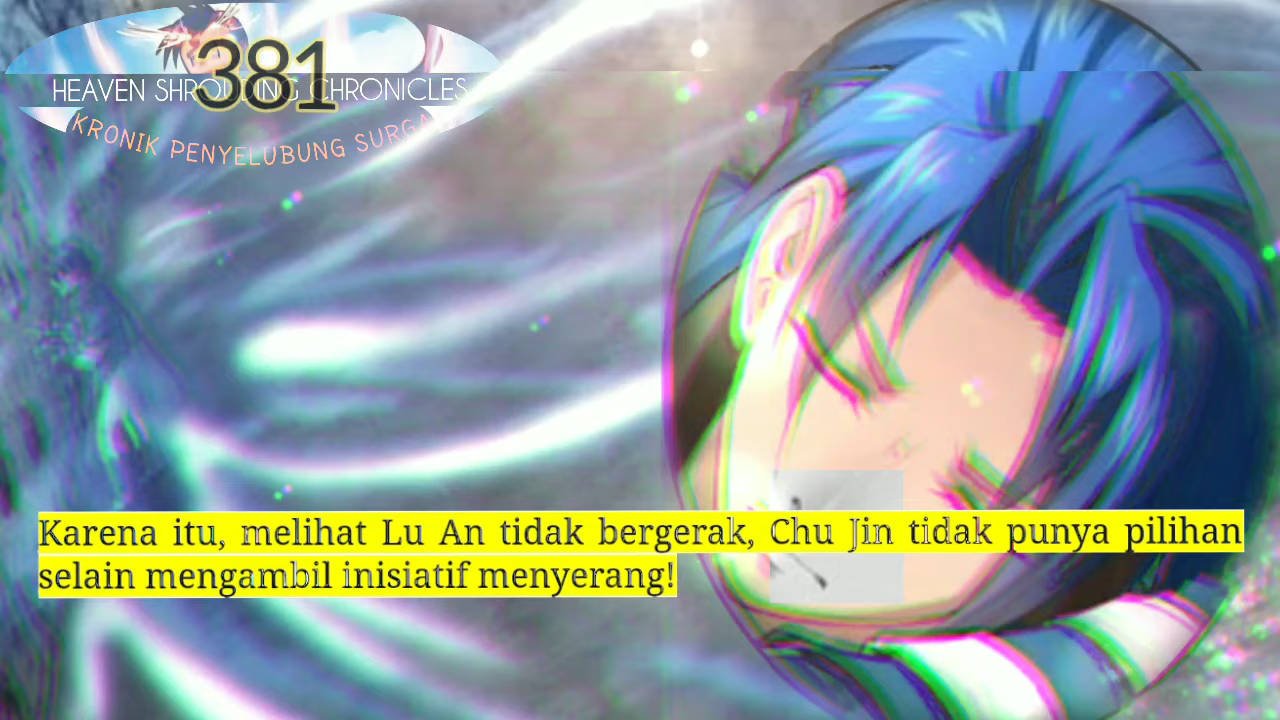 381
HEAVEN SHROUDING CHRONICLES
KRONIK PENYELUBUNG SURGA
Karena itu, melihat Lu An tidak bergerak, Chu Jin tidak punya pilihan
selain mengambil inisiatif menyerang!